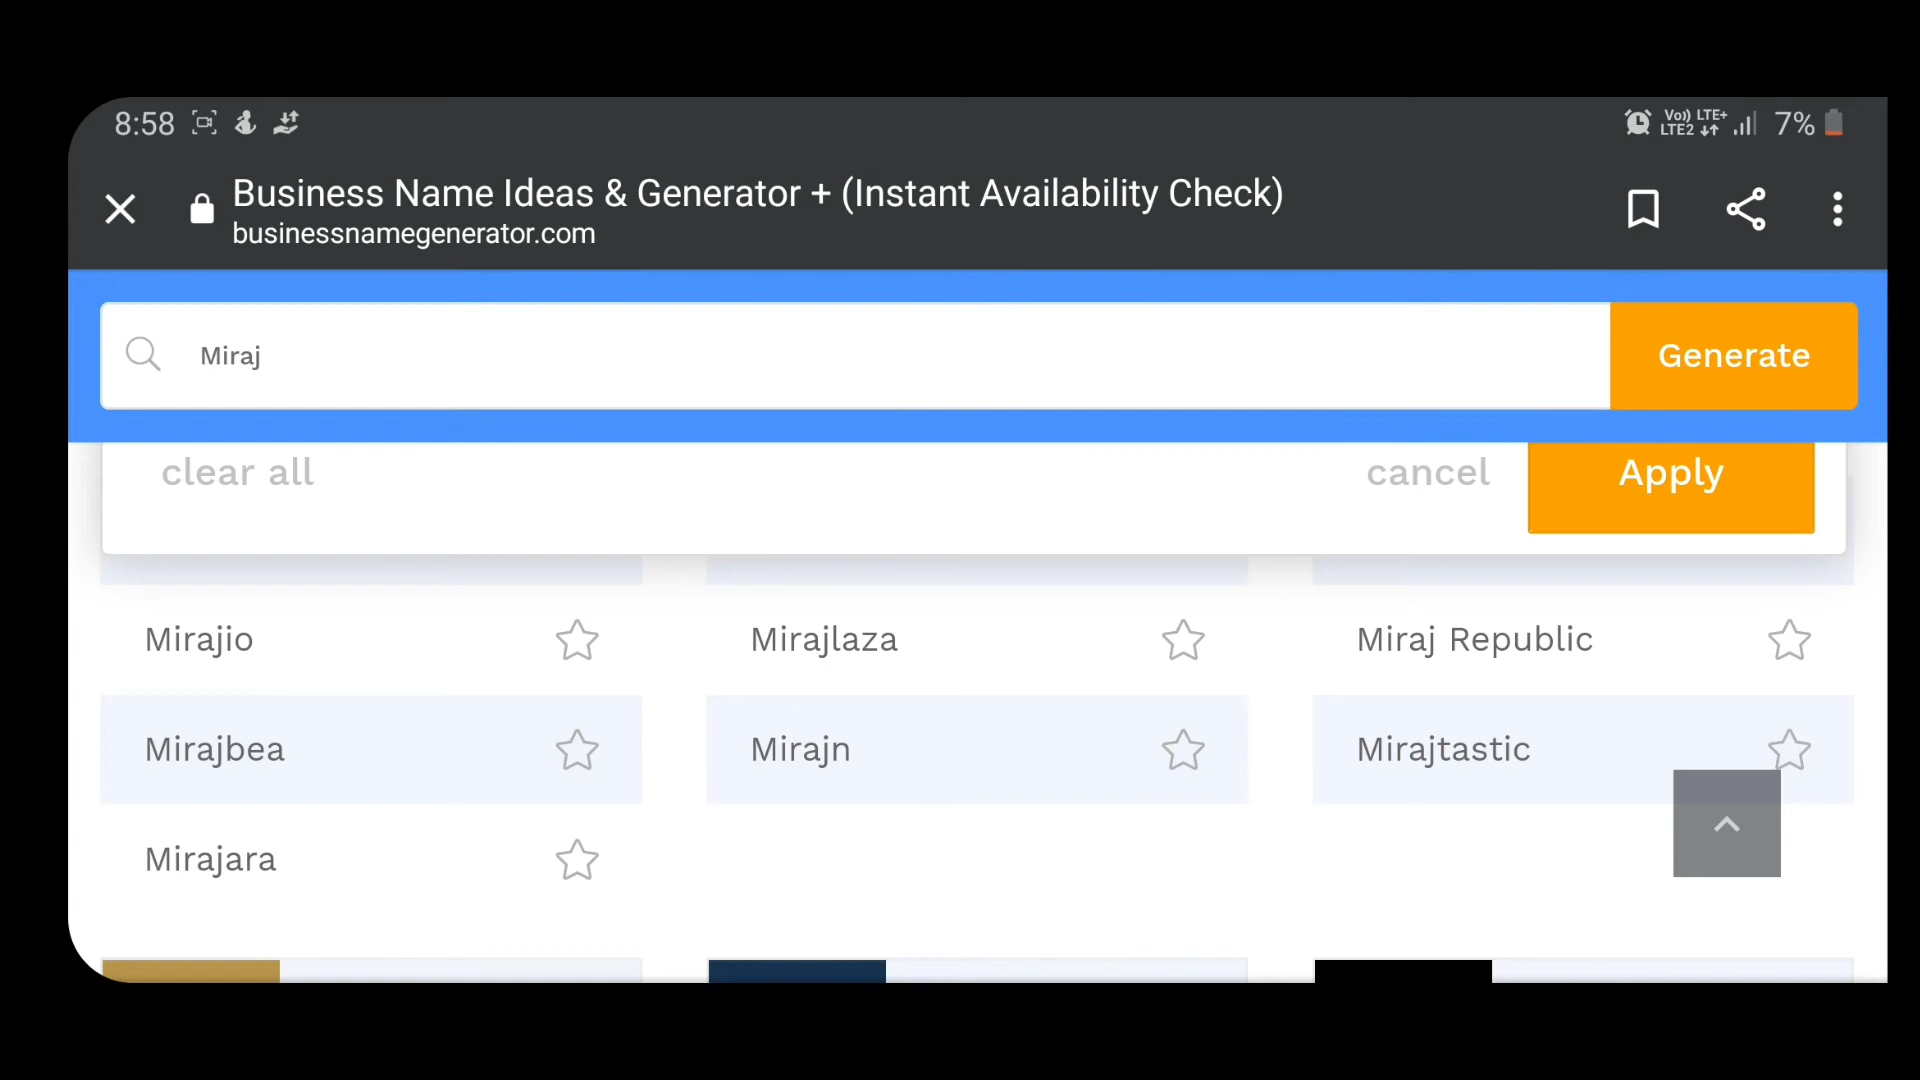 8:58
Vo)) LTE+
LTE2
7%
Business Name Ideas & Generator + (Instant Availability Check)
businessnamegenerator.com
Miraj
Generate
clear all
cancel
Apply
Mirajio
Mirajlaza
Miraj Republic
Mirajbea
Mirajn
Mirajtastic
Mirajara